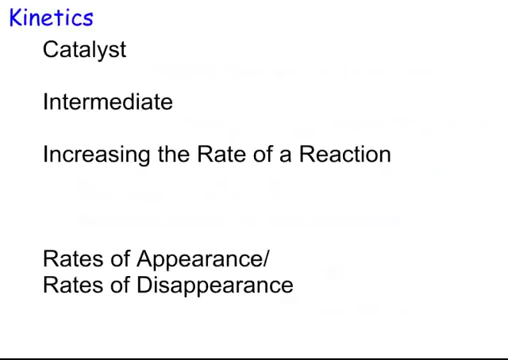 Kinetics
Catalyst
Intermediate
Increasing the Rate of a Reaction
Rates of Appearance/
Rates of Disappearance